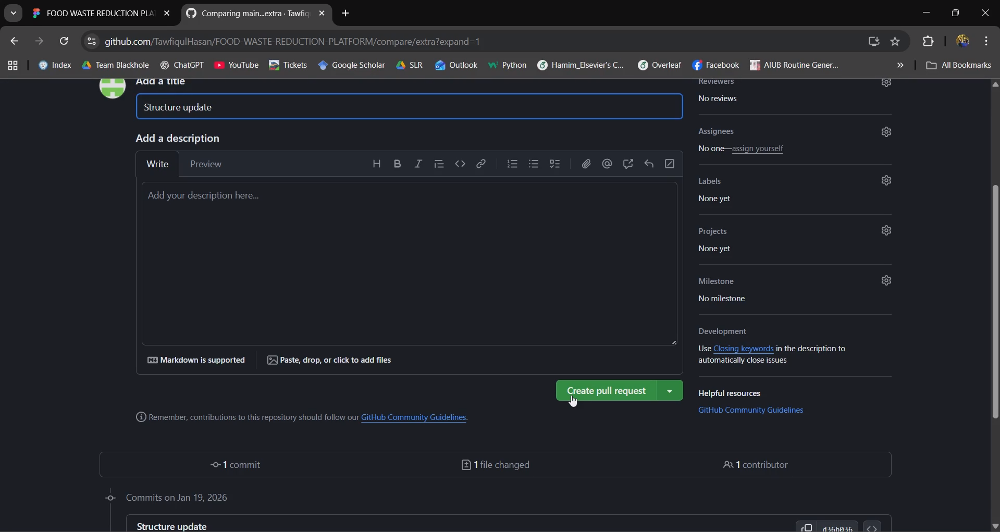 FOOD WASTE REDUCTION PLA
Comparing main...extra · Tawfiq
github.com/TawfiqulHasan/FOOD-WASTE-REDUCTION-PLATFORM/compare/extra?expand=1
Index
Team Blackhole
ChatGPT
YouTube
Tickets
Google Scholar
SLR
Outlook
Python
Hamim_Elsevier's C...
Overleaf
Facebook
AIUB Routine Gener...
All Bookmarks
Add a title
Structure update
Add a description
Write
Preview
Add your description here...
Markdown is supported
Paste, drop, or click to add files
Create pull request
Remember, contributions to this repository should follow our GitHub Community Guidelines.
Reviewers
No reviews
Assignees
No one—assign yourself
Labels
None yet
Projects
None yet
Milestone
No milestone
Development
Use Closing keywords in the description to
automatically close issues
Helpful resources
GitHub Community Guidelines
1 commit
1 file changed
1 contributor
Commits on Jan 19, 2026
Structure update
d36b036